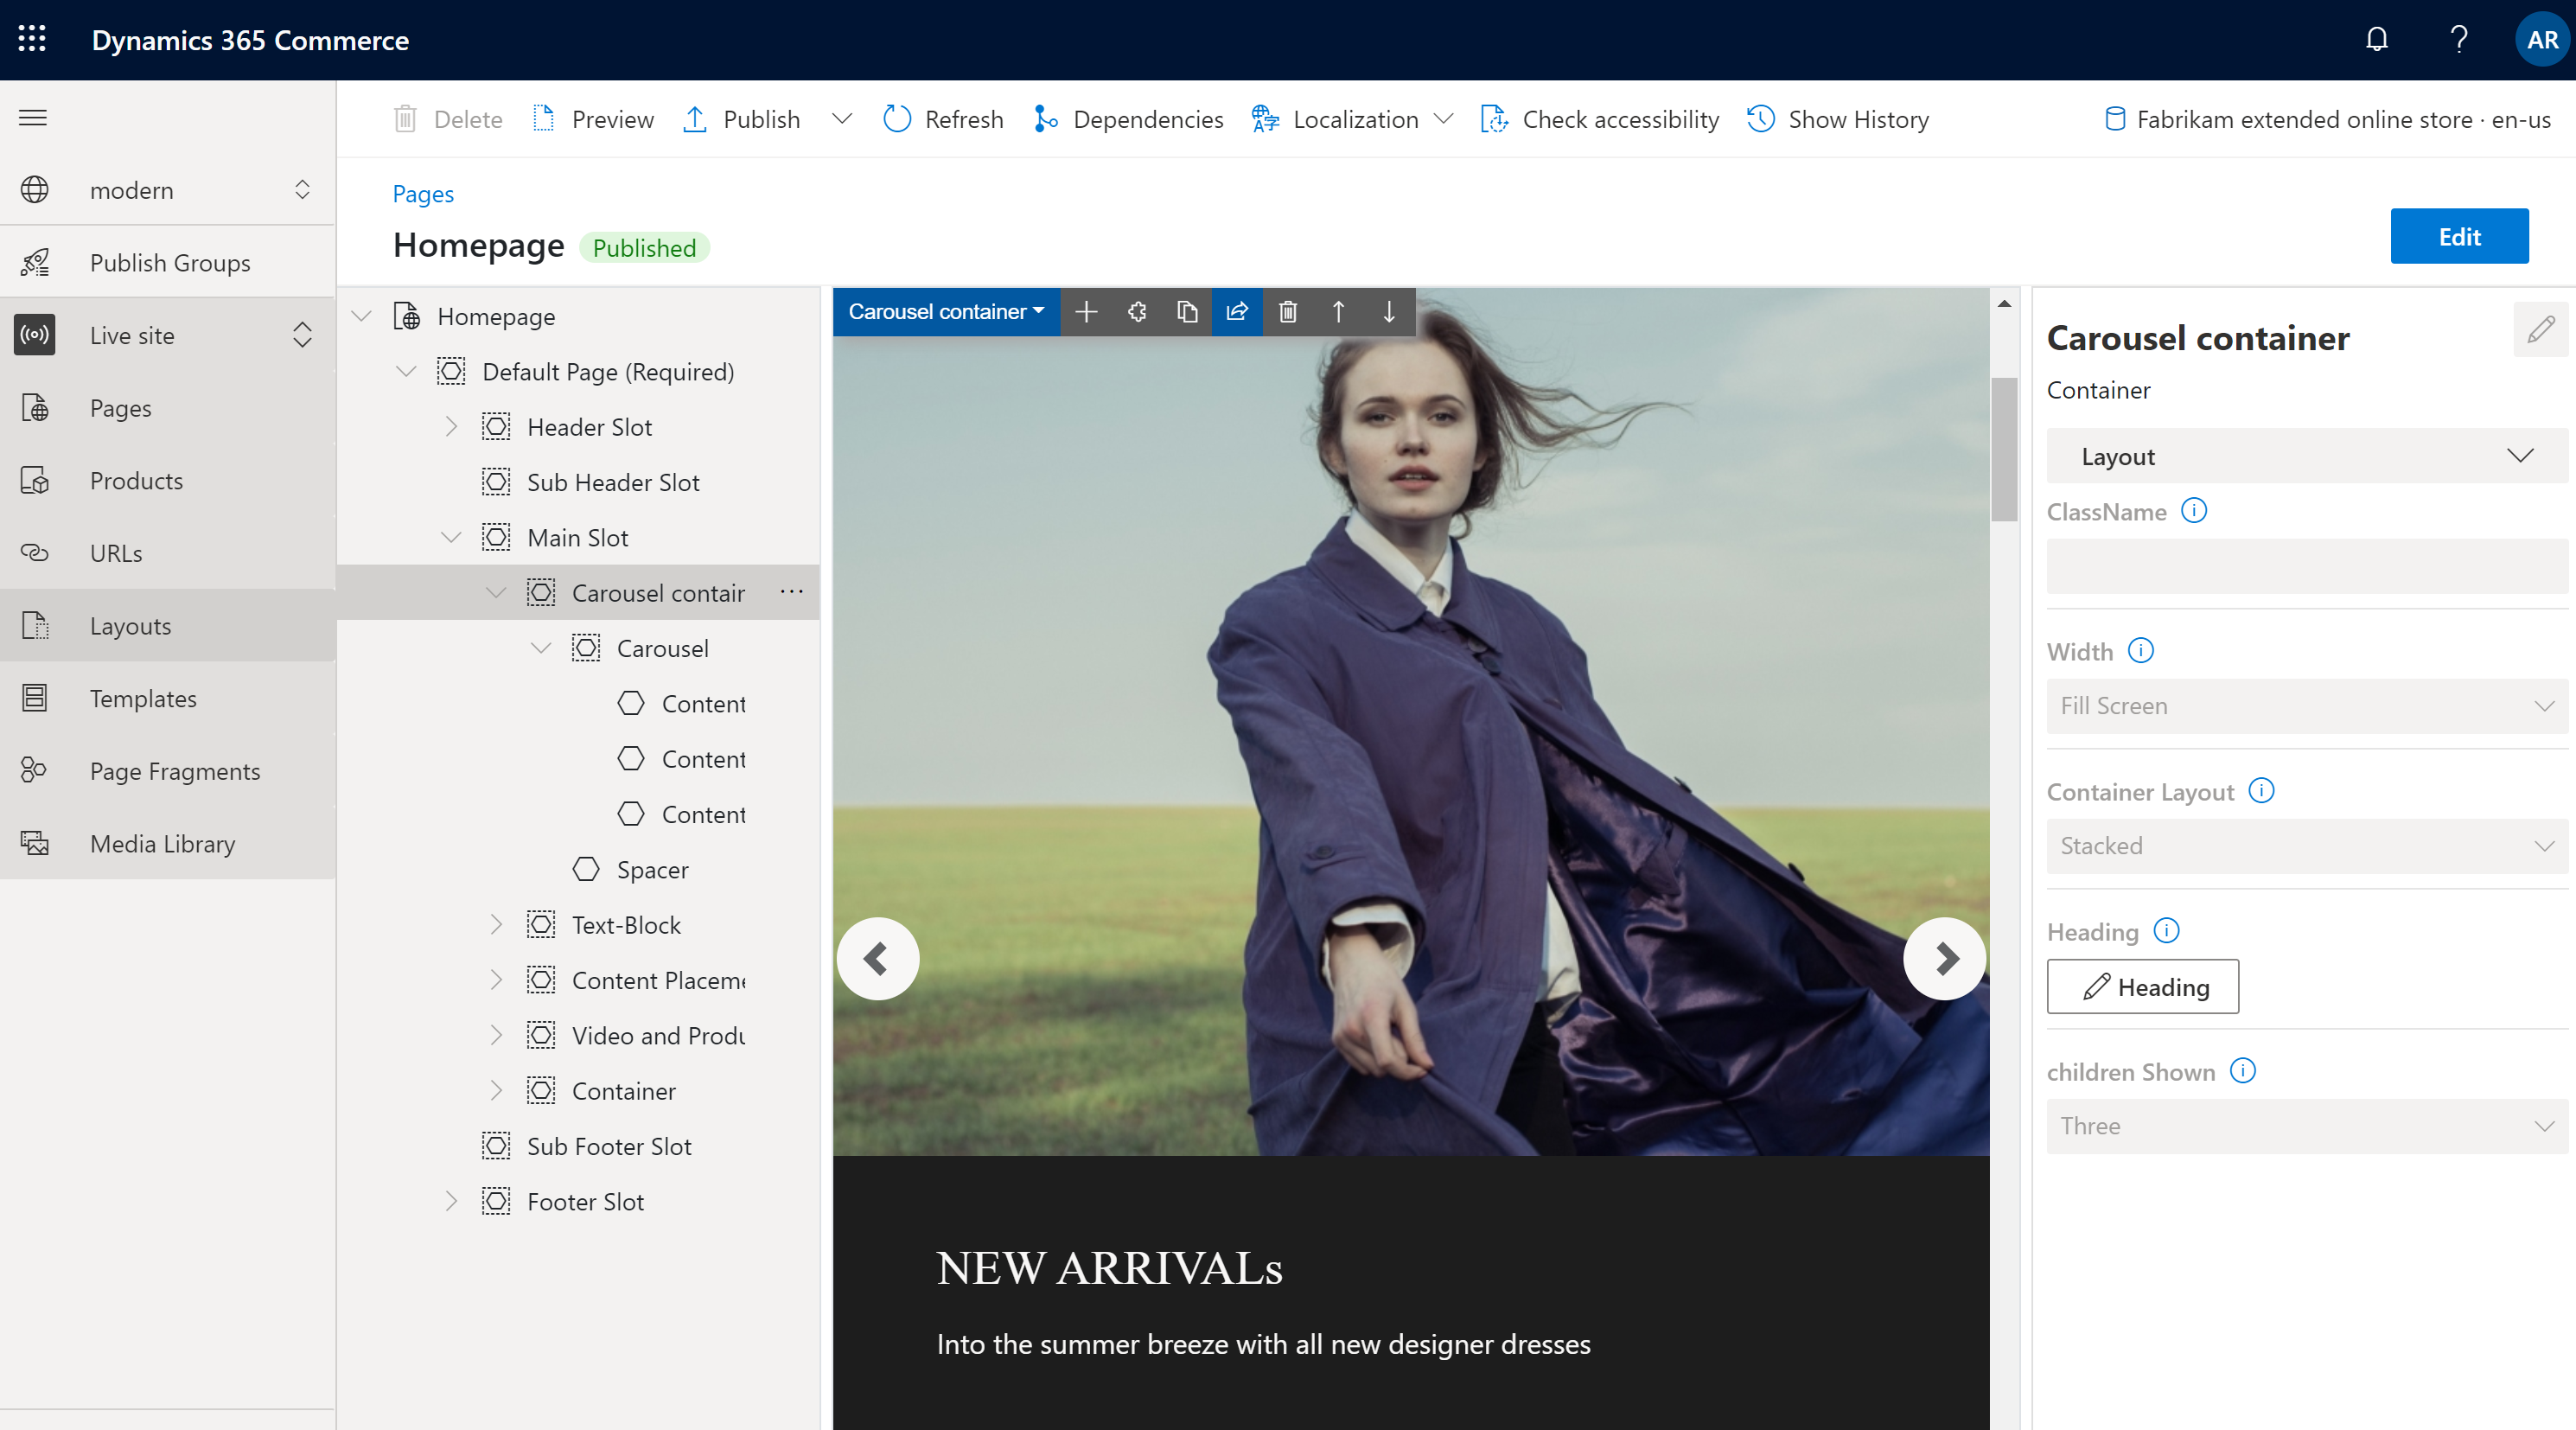 Dynamics 365 Commerce
AR
Delete
Preview
Publish
Refresh
Dependencies
Localization
Check accessibility
Show History
Fabrikam extended online store · en-us
modern
Publish Groups
Live site
Pages
Products
URLs
Layouts
Templates
Page Fragments
Media Library
Pages
Homepage
Published
Edit
Homepage
Default Page (Required)
Header Slot
Sub Header Slot
Main Slot
Carousel contair
...
Carousel
Content
Content
Content
Spacer
Text-Block
Content Placeme
Video and Produ
Container
Sub Footer Slot
Footer Slot
Carousel container
NEW ARRIVALs
Into the summer breeze with all new designer dresses
Carousel container
Container
Layout
ClassName
Width
Fill Screen
Container Layout
Stacked
Heading
Heading
children Shown
Three